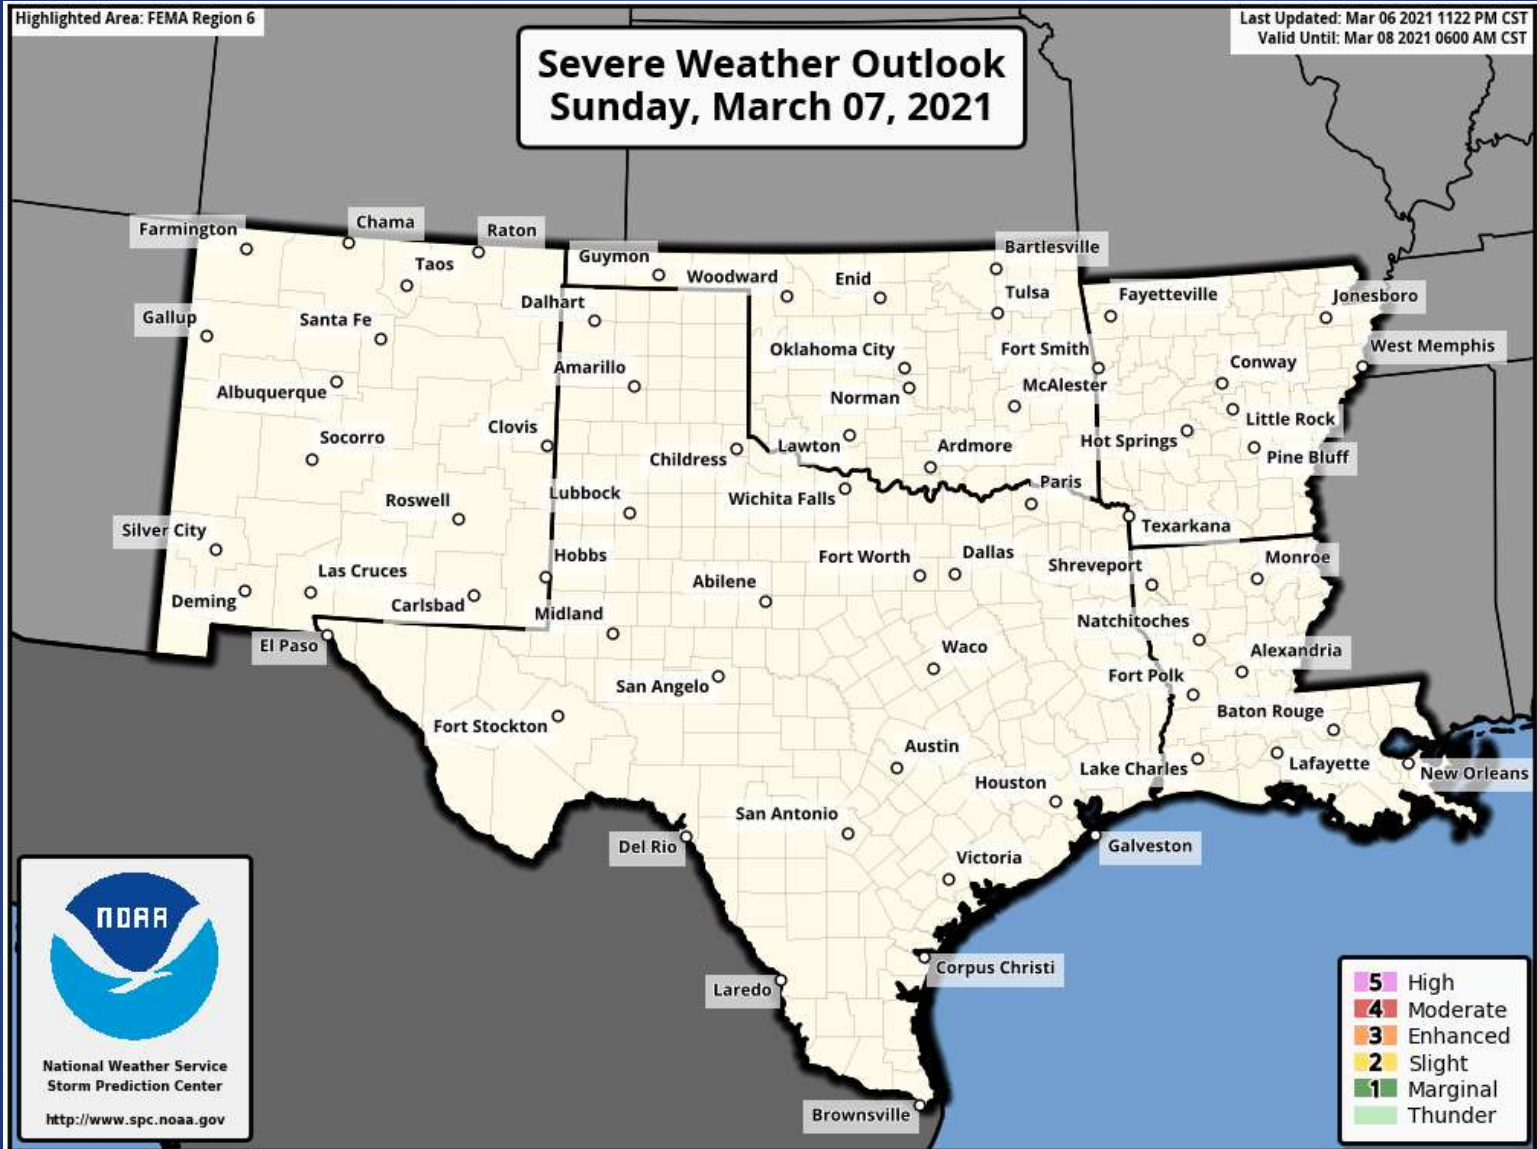 Highlighted Area: FEMA Region 6
Last Updated: Mar 06 2021 1122 PM CST
Valid Until: Mar 08 2021 0600 AM CST
Severe Weather Outlook
Sunday, March 07, 2021
Farmington
Chama
Raton
Taos
Guymon
Woodward
Enid
Bartlesville
Tulsa
Fayetteville
Jonesboro
Gallup
Santa Fe
Dalhart
Oklahoma City
Fort Smith
Conway
West Memphis
Albuquerque
Amarillo
Norman
McAlester
Little Rock
Socorro
Clovis
Childress
Lawton
Ardmore
Hot Springs
Pine Bluff
Roswell
Lubbock
Wichita Falls
Paris
Texarkana
Silver City
Las Cruces
Hobbs
Fort Worth
Dallas
Shreveport
Monroe
Deming
Carlsbad
Midland
Abilene
Natchitoches
El Paso
San Angelo
Waco
Fort Polk
Alexandria
Fort Stockton
Austin
Baton Rouge
Houston
Lake Charles
Lafayette
New Orleans
Del Rio
San Antonio
Victoria
Galveston
Laredo
Corpus Christi
Brownsville
NOAA
National Weather Service
Storm Prediction Center
http://www.spc.noaa.gov
5 High
4 Moderate
3 Enhanced
2 Slight
1 Marginal
Thunder